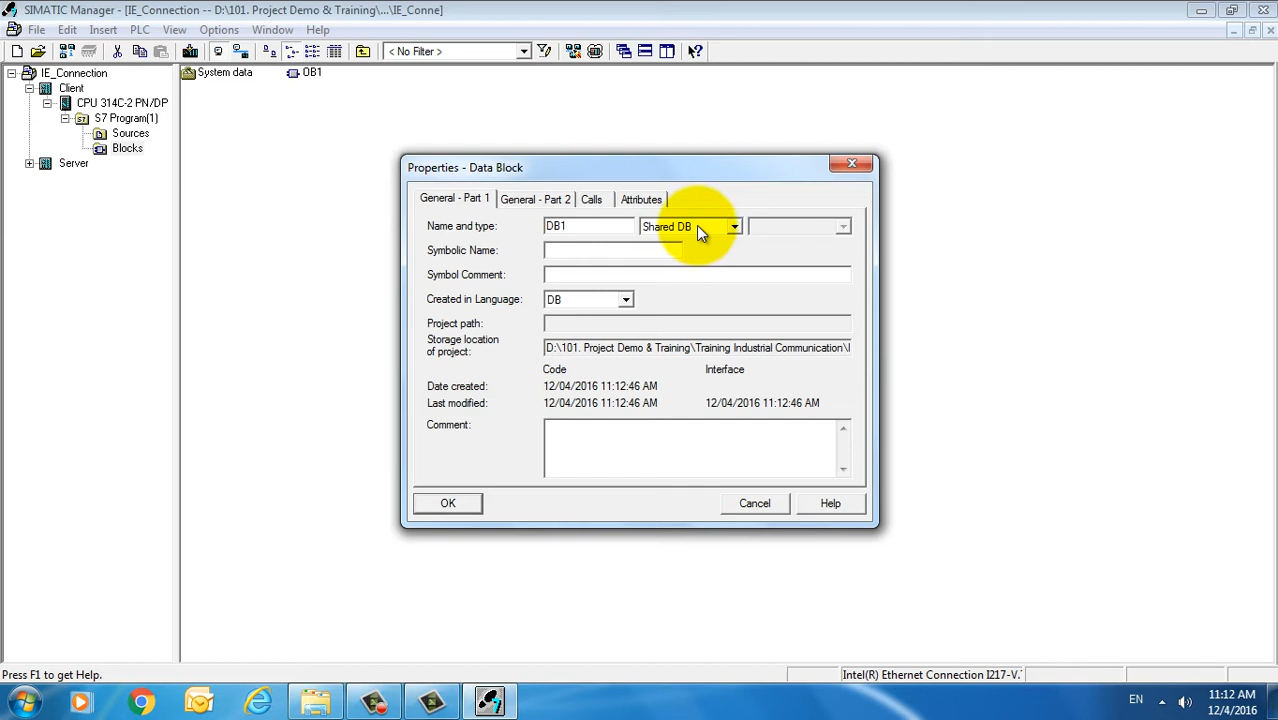 SIMATIC Manager - [IE_Connection -- D:\101. Project Demo & Training\...\IE_Conne]
File Edit Insert PLC View Options Window Help
< No Filter >
IE_Connection
Client
CPU 314C-2 PN/DP
S7 Program(1)
Sources
Blocks
Server
System data OB1
Properties - Data Block
General - Part 1 General - Part 2 Calls Attributes
Name and type: DB1 Shared DB
Symbolic Name:
Symbol Comment:
Created in Language: DB
Project path:
Storage location
of project: D:\101. Project Demo & Training\Training Industrial Communication\I
Code Interface
Date created: 12/04/2016 11:12:46 AM
Last modified: 12/04/2016 11:12:46 AM 12/04/2016 11:12:46 AM
Comment:
OK Cancel Help
Press F1 to get Help. Intel(R) Ethernet Connection I217-V.
EN 11:12 AM
12/4/2016